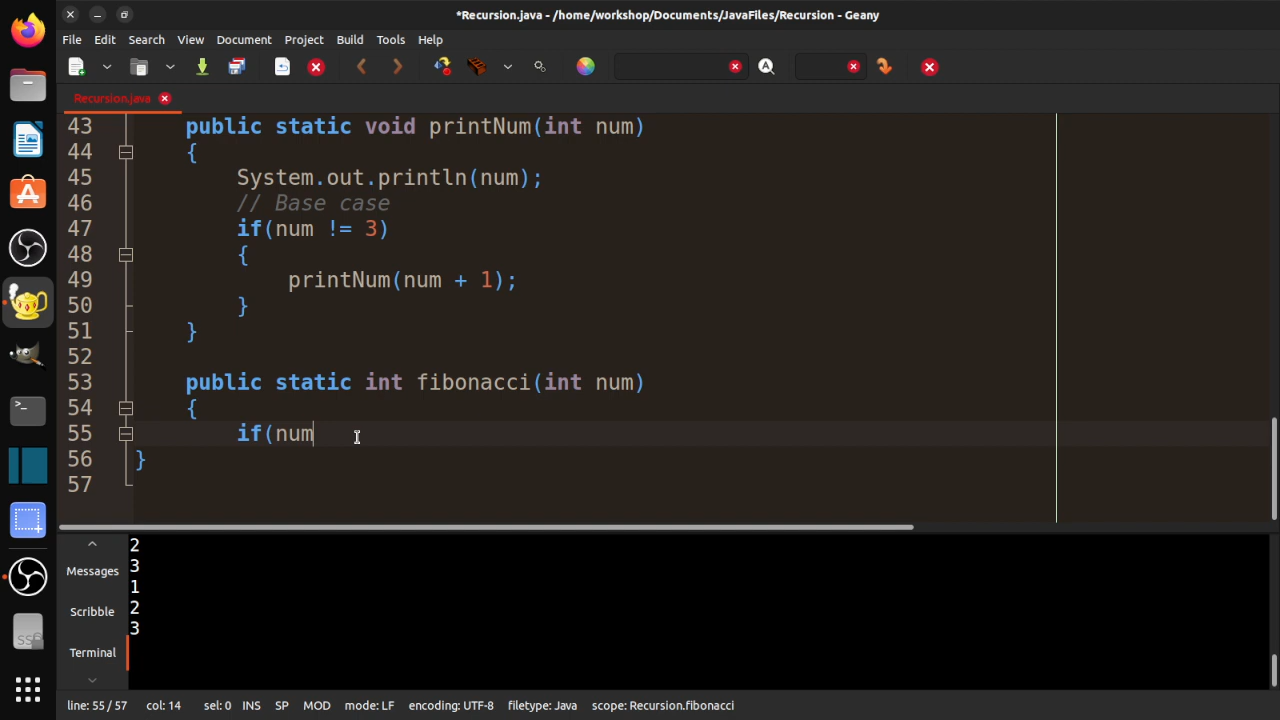 *Recursion.java - /home/workshop/Documents/JavaFiles/Recursion - Geany
File Edit Search View Document Project Build Tools Help
Recursion.java
43 public static void printNum(int num)
44 {
45 System.out.println(num);
46 // Base case
47 if(num != 3)
48 {
49 printNum(num + 1);
50 }
51 }
52
53 public static int fibonacci(int num)
54 {
55 if(num
56 }
57
2
Messages 3
1
Scribble 2
3
Terminal
line: 55 / 57 col: 14 sel: 0 INS SP MOD mode: LF encoding: UTF-8 filetype: Java scope: Recursion.fibonacci